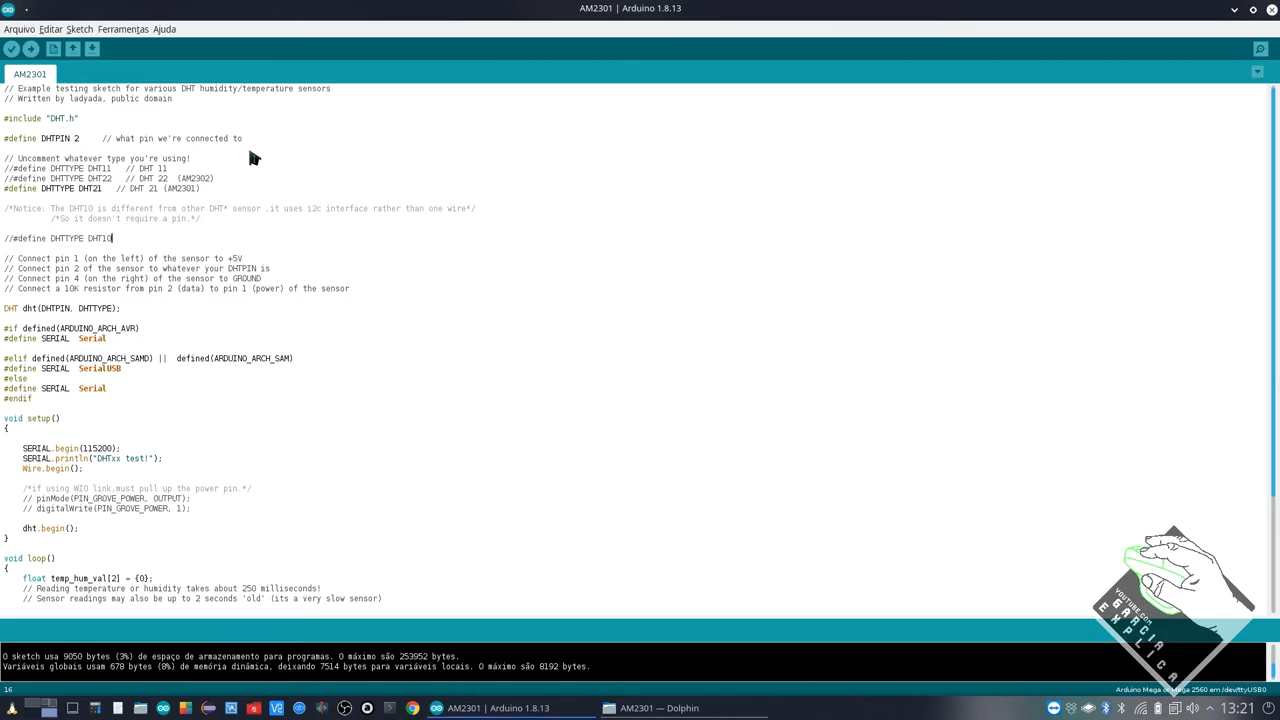 AM2301 | Arduino 1.8.13
Arquivo Editar Sketch Ferramentas Ajuda
AM2301
// Example testing sketch for various DHT humidity/temperature sensors
// Written by ladyada, public domain
#include "DHT.h"
#define DHTPIN 2     // what pin we're connected to
// Uncomment whatever type you're using!
//#define DHTTYPE DHT11   // DHT 11
//#define DHTTYPE DHT22   // DHT 22  (AM2302)
#define DHTTYPE DHT21   // DHT 21 (AM2301)
/*Notice: The DHT10 is different from other DHT* sensor ,it uses i2c interface rather than one wire*/
/*So it doesn't require a pin.*/
//#define DHTTYPE DHT10
// Connect pin 1 (on the left) of the sensor to +5V
// Connect pin 2 of the sensor to whatever your DHTPIN is
// Connect pin 4 (on the right) of the sensor to GROUND
// Connect a 10K resistor from pin 2 (data) to pin 1 (power) of the sensor
DHT dht(DHTPIN, DHTTYPE);
#if defined(ARDUINO_ARCH_AVR)
#define SERIAL  Serial
#elif defined(ARDUINO_ARCH_SAMD) ||  defined(ARDUINO_ARCH_SAM)
#define SERIAL  SerialUSB
#else
#define SERIAL  Serial
#endif
void setup()
{
SERIAL.begin(115200);
SERIAL.println("DHTxx test!");
Wire.begin();
/*if using WIO link,must pull up the power pin.*/
// pinMode(PIN_GROVE_POWER, OUTPUT);
// digitalWrite(PIN_GROVE_POWER, 1);
dht.begin();
}
void loop()
{
float temp_hum_val[2] = {0};
// Reading temperature or humidity takes about 250 milliseconds!
// Sensor readings may also be up to 2 seconds 'old' (its a very slow sensor)
YOUTUBE.COM
EGARCIA
EXPLICA
O sketch usa 9050 bytes (3%) de espaço de armazenamento para programas. O máximo são 253952 bytes.
Variáveis globais usam 678 bytes (8%) de memória dinâmica, deixando 7514 bytes para variáveis locais. O máximo são 8192 bytes.
16
Arduino Mega or Mega 2560 em /dev/ttyUSB0
AM2301 | Arduino 1.8.13
AM2301 — Dolphin
13:21